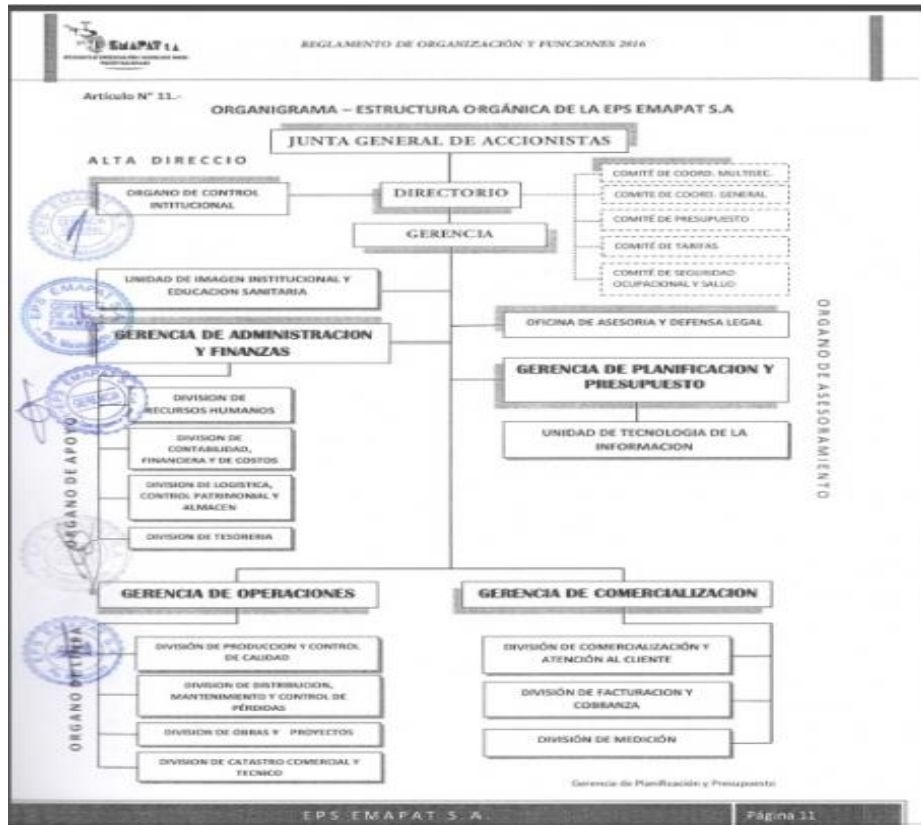 EMAPAT S.A.
REGLAMENTO DE ORGANIZACIÓN Y FUNCIONES 2016
Artículo N° 11.-
ORGANIGRAMA – ESTRUCTURA ORGÁNICA DE LA EPS EMAPAT S.A
JUNTA GENERAL DE ACCIONISTAS
ALTA DIRECCIO
ORGANO DE CONTROL
INTITUCIONAL
DIRECTORIO
COMITÉ DE COORD. MULTISEC.
COMITE DE COORD. GENERAL
COMITÉ DE PRESUPUESTO
COMITÉ DE TARIFAS
COMITÉ DE SEGURIDAD
OCUPACIONAL Y SALUD
GERENCIA
UNIDAD DE IMAGEN INSTITUCIONAL Y
EDUCACION SANITARIA
OFICINA DE ASESORIA Y DEFENSA LEGAL
GERENCIA DE ADMINISTRACION
Y FINANZAS
GERENCIA DE PLANIFICACION Y
PRESUPUESTO
UNIDAD DE TECNOLOGIA DE LA
INFORMACION
ORGANO DE ASESORAMIENTO
ORGANO DE APOYO
DIVISION DE
RECURSOS HUMANOS
DIVISION DE
CONTABILIDAD,
FINANCIERA Y DE COSTOS
DIVISION DE LOGISTICA,
CONTROL PATRIMONIAL Y
ALMACEN
DIVISION DE TESORERIA
GERENCIA DE OPERACIONES
GERENCIA DE COMERCIALIZACION
ORGANO DE LINEA
DIVISIÓN DE PRODUCCION Y CONTROL
DE CALIDAD
DIVISION DE DISTRIBUCION,
MANTENIMIENTO Y CONTROL DE
PÉRDIDAS
DIVISION DE OBRAS Y PROYECTOS
DIVISION DE CATASTRO COMERCIAL Y
TECNICO
DIVISIÓN DE COMERCIALIZACIÓN Y
ATENCIÓN AL CLIENTE
DIVISIÓN DE FACTURACION Y
COBRANZA
DIVISIÓN DE MEDICIÓN
Gerencia de Planificación y Presupuesto
EPS EMAPAT S.A.
Página 11